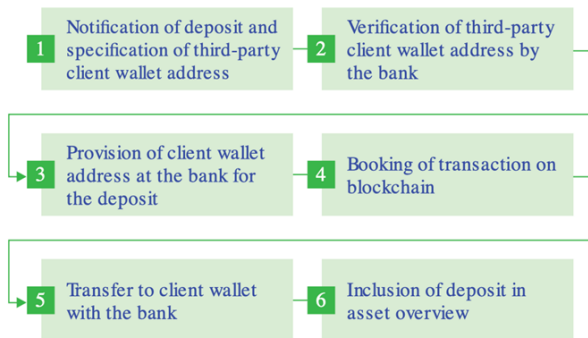 1
Notification of deposit and
specification of third-party
client wallet address
2
Verification of third-party
client wallet address by
the bank
3
Provision of client wallet
address at the bank for
the deposit
4
Booking of transaction on
blockchain
5
Transfer to client wallet
with the bank
6
Inclusion of deposit in
asset overview